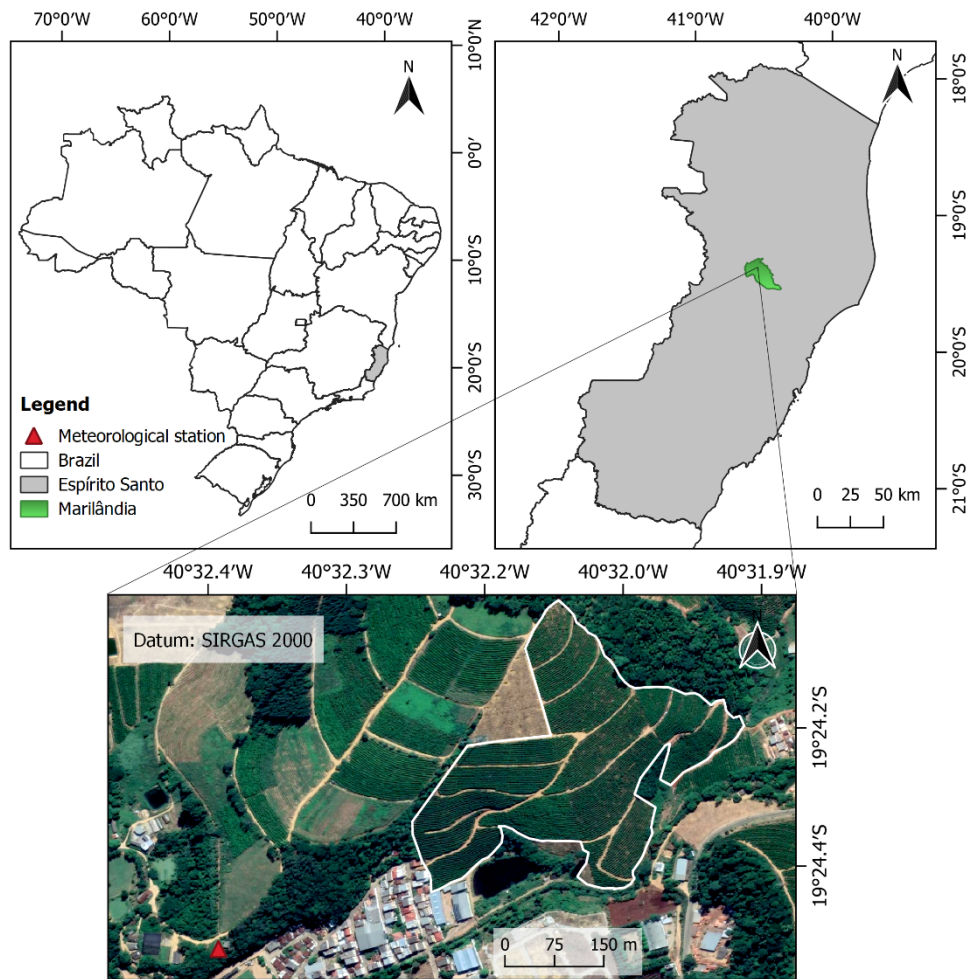 70°0'W 60°0'W 50°0'W 40°0'W
10°0'N
0°0'
10°0'S
20°0'S
30°0'S
N
Legend
Meteorological station
Brazil
Espírito Santo
Marilândia
0 350 700 km
42°0'W 41°0'W 40°0'W
18°0'S
19°0'S
20°0'S
21°0'S
N
0 25 50 km
40°32.4'W 40°32.3'W 40°32.2'W 40°32.0'W 40°31.9'W
Datum: SIRGAS 2000
19°24.2'S
19°24.4'S
0 75 150 m